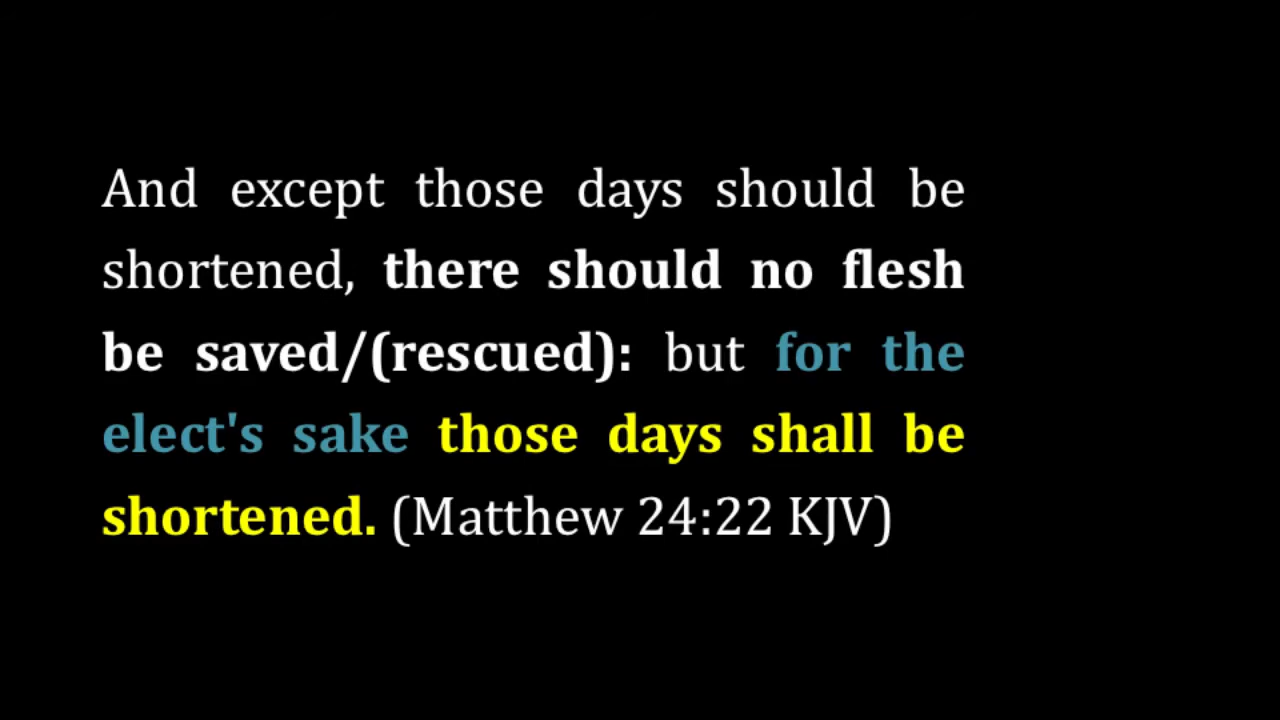 And except those days should be
shortened, there should no flesh
be saved/(rescued): but for the
elect's sake those days shall be
shortened. (Matthew 24:22 KJV)